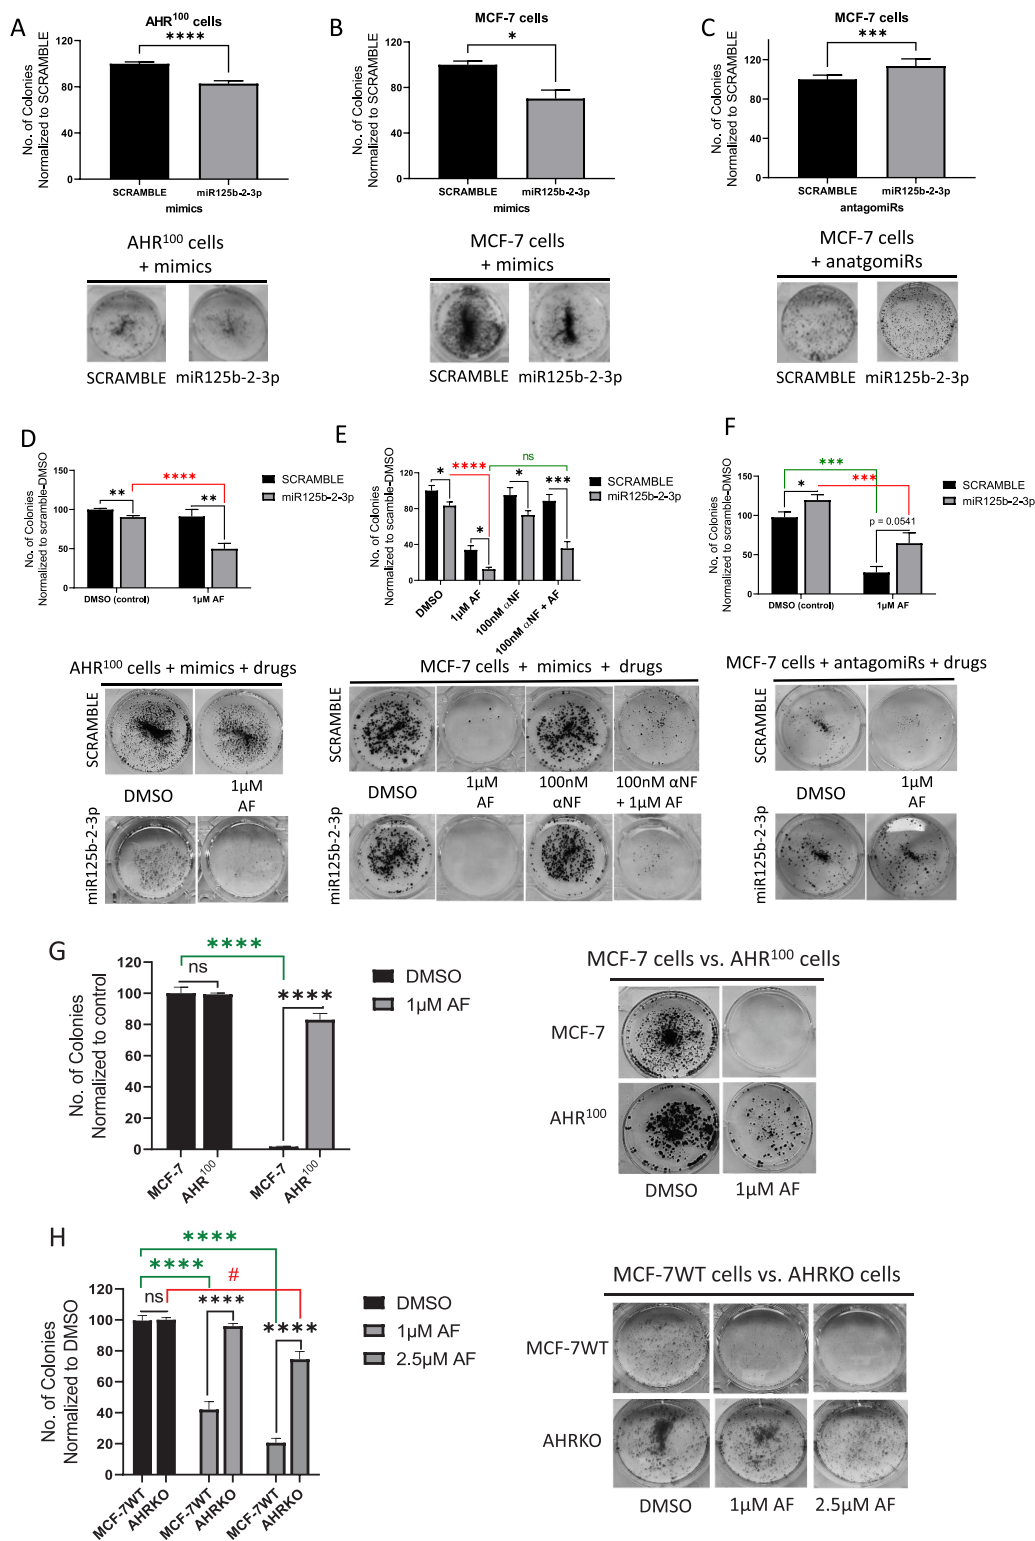 A
AHR¹⁰⁰ cells
****
No. of Colonies
Normalized to SCRAMBLE
120
80
40
0
SCRAMBLE
miR125b-2-3p
mimics
AHR¹⁰⁰ cells
+ mimics
SCRAMBLE miR125b-2-3p
B
MCF-7 cells
*
No. of Colonies
Normalized to SCRAMBLE
120
80
40
0
SCRAMBLE
miR125b-2-3p
mimics
MCF-7 cells
+ mimics
SCRAMBLE miR125b-2-3p
C
MCF-7 cells
***
No. of Colonies
Normalized to SCRAMBLE
120
90
60
30
0
SCRAMBLE
miR125b-2-3p
antagomiRs
MCF-7 cells
+ anatgomiRs
SCRAMBLE miR125b-2-3p
D
No. of Colonies
Normalized to scramble-DMSO
150
100
50
0
**
****
**
SCRAMBLE
miR125b-2-3p
DMSO (control)
1µM AF
AHR¹⁰⁰ cells + mimics + drugs
SCRAMBLE
DMSO
1µM
AF
miR125b-2-3p
E
No. of Colonies
Normalized to scramble-DMSO
120
80
40
0
*
****
*
ns
*
***
SCRAMBLE
miR125b-2-3p
DMSO
1µM AF
100nM αNF
100nM αNF + AF
MCF-7 cells + mimics + drugs
SCRAMBLE
DMSO
1µM
AF
100nM
αNF
100nM αNF
+ 1µM AF
miR125b-2-3p
F
No. of Colonies
Normalized to scramble-DMSO
150
100
50
0
***
*
***
p = 0.0541
SCRAMBLE
miR125b-2-3p
DMSO (control)
1µM AF
MCF-7 cells + antagomiRs + drugs
SCRAMBLE
DMSO
1µM
AF
miR125b-2-3p
G
No. of Colonies
Normalized to control
120
100
80
60
40
20
0
****
ns
****
DMSO
1µM AF
MCF-7
AHR¹⁰⁰
MCF-7
AHR¹⁰⁰
MCF-7 cells vs. AHR¹⁰⁰ cells
MCF-7
AHR¹⁰⁰
DMSO
1µM AF
H
No. of Colonies
Normalized to DMSO
120
100
80
60
40
20
0
****
****
#
ns
****
****
DMSO
1µM AF
2.5µM AF
MCF-7WT
AHRKO
MCF-7WT
AHRKO
MCF-7WT
AHRKO
MCF-7WT cells vs. AHRKO cells
MCF-7WT
AHRKO
DMSO
1µM AF
2.5µM AF